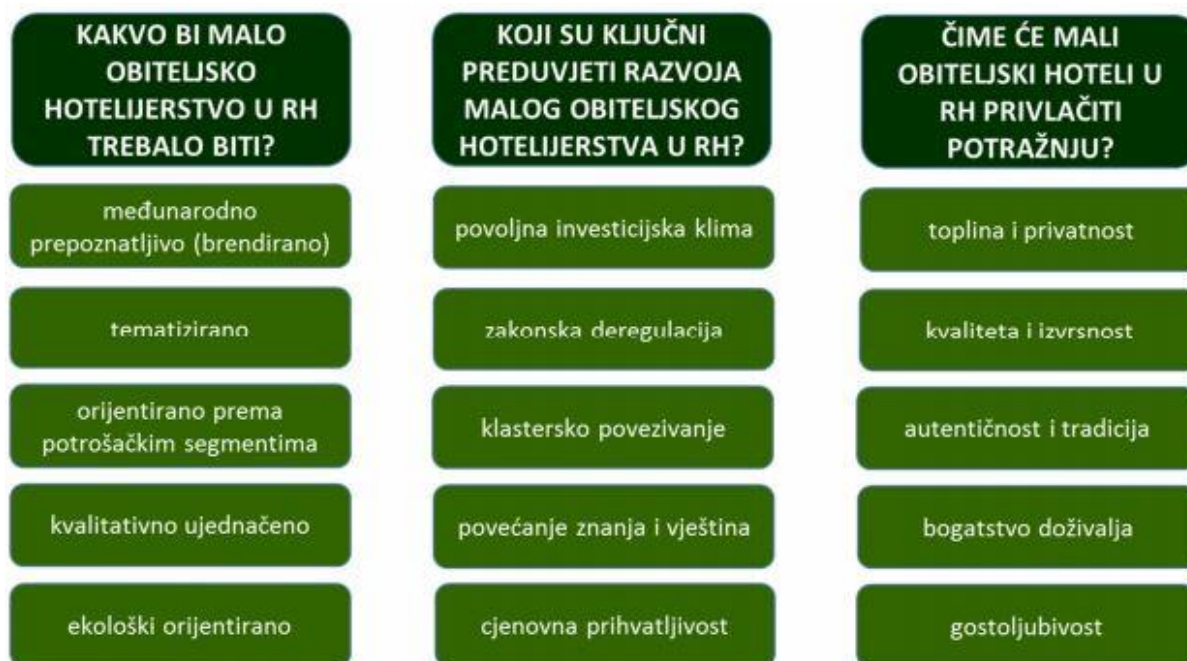 KAKVO BI MALO
OBITELJSKO
HOTELIJERSTVO U RH
TREBALO BITI?
međunarodno
prepoznatljivo (brendirano)
tematizirano
orijentirano prema
potrošačkim segmentima
kvalitativno ujednačeno
ekološki orijentirano
KOJI SU KLJUČNI
PREDUVJETI RAZVOJA
MALOG OBITELJSKOG
HOTELIJERSTVA U RH?
povoljna investicijska klima
zakonska deregulacija
klastersko povezivanje
povećanje znanja i vještina
cjenovna prihvatljivost
ČIME ĆE MALI
OBITELJSKI HOTELI U
RH PRIVLAČITI
POTRAŽNJU?
toplina i privatnost
kvaliteta i izvrsnost
autentičnost i tradicija
bogatstvo doživalja
gostoljubivost